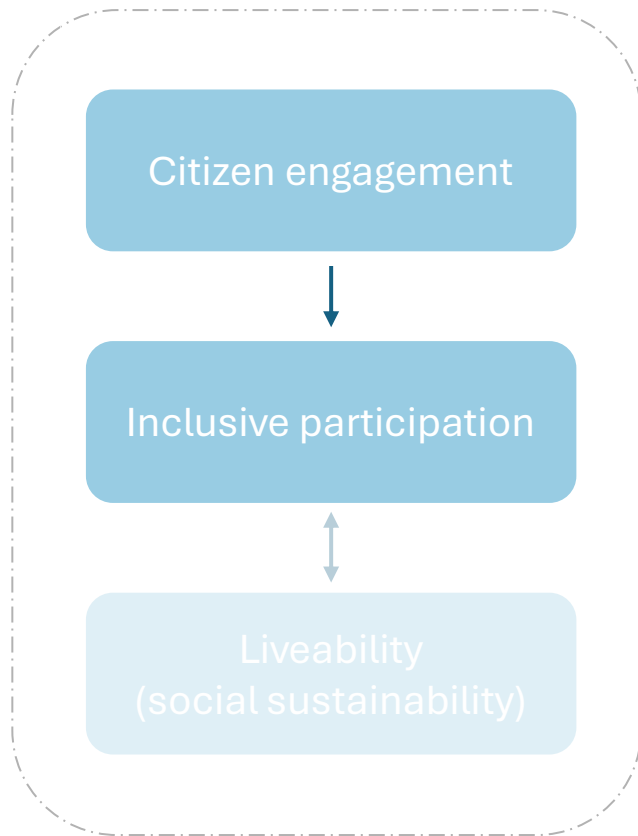 Citizen engagement
Inclusive participation
Liveability
(social sustainability)